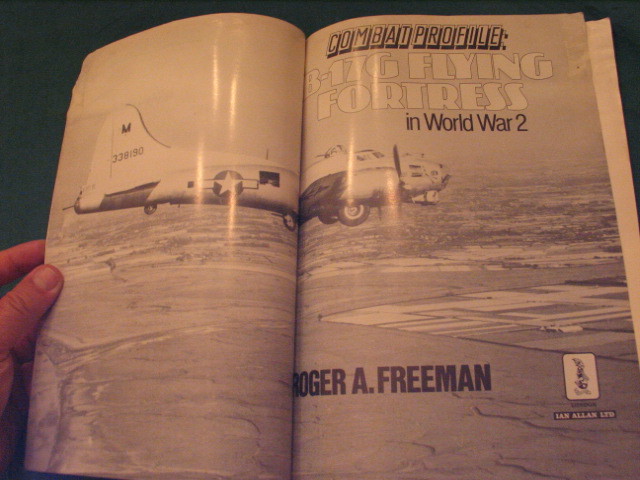 COMBAT PROFILE:
B-17G FLYING
FORTRESS
in World War 2
M
338190
ROGER A. FREEMAN
IAN ALLAN LTD